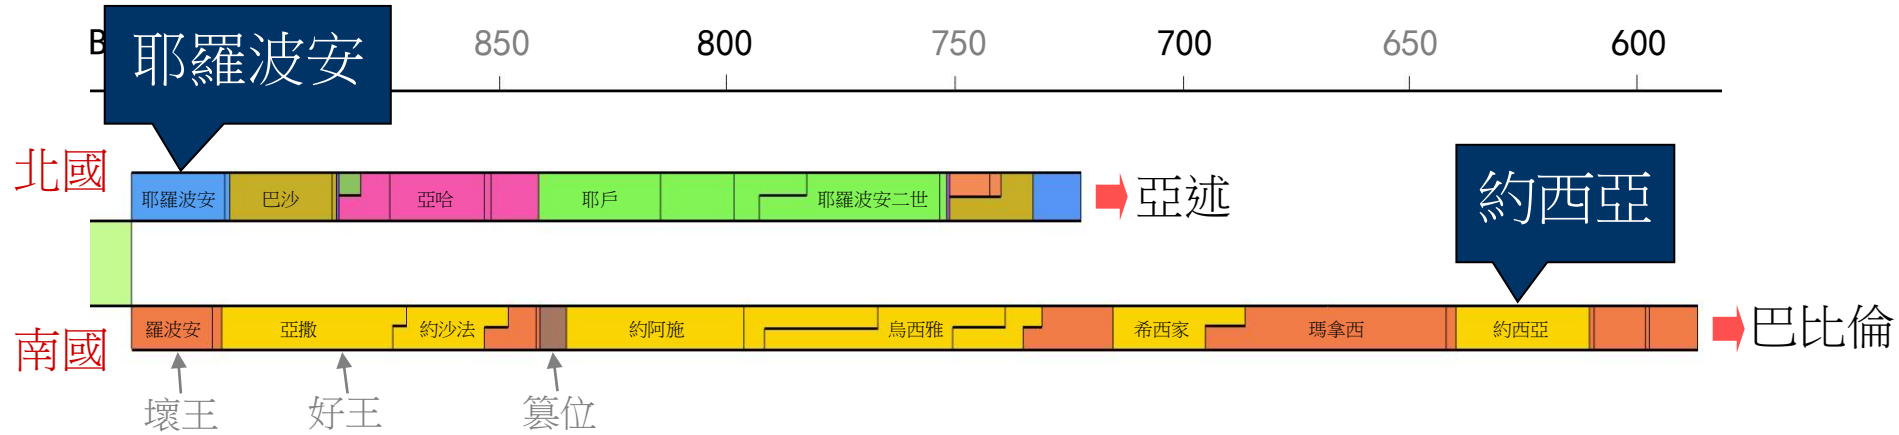 B
850
800
750
700
650
600
耶羅波安
北國
耶羅波安
巴沙
亞哈
耶戶
耶羅波安二世
亞述
約西亞
南國
羅波安
亞撒
約沙法
約阿施
烏西雅
希西家
瑪拿西
約西亞
巴比倫
壞王
好王
篡位